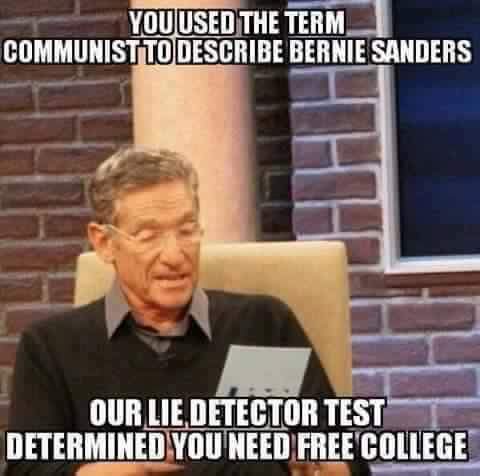 YOU USED THE TERM
COMMUNIST TO DESCRIBE BERNIE SANDERS
OUR LIE DETECTOR TEST
DETERMINED YOU NEED FREE COLLEGE